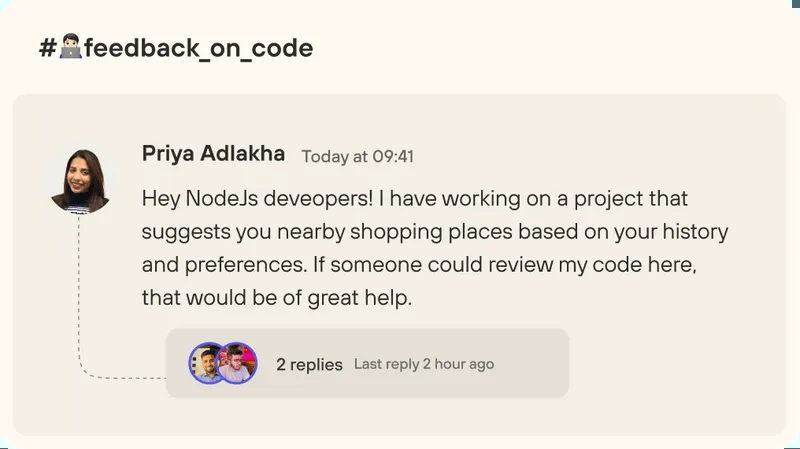 #🧑🏻‍💻feedback_on_code
Priya Adlakha Today at 09:41
Hey NodeJs deveopers! I have working on a project that
suggests you nearby shopping places based on your history
and preferences. If someone could review my code here,
that would be of great help.
2 replies Last reply 2 hour ago